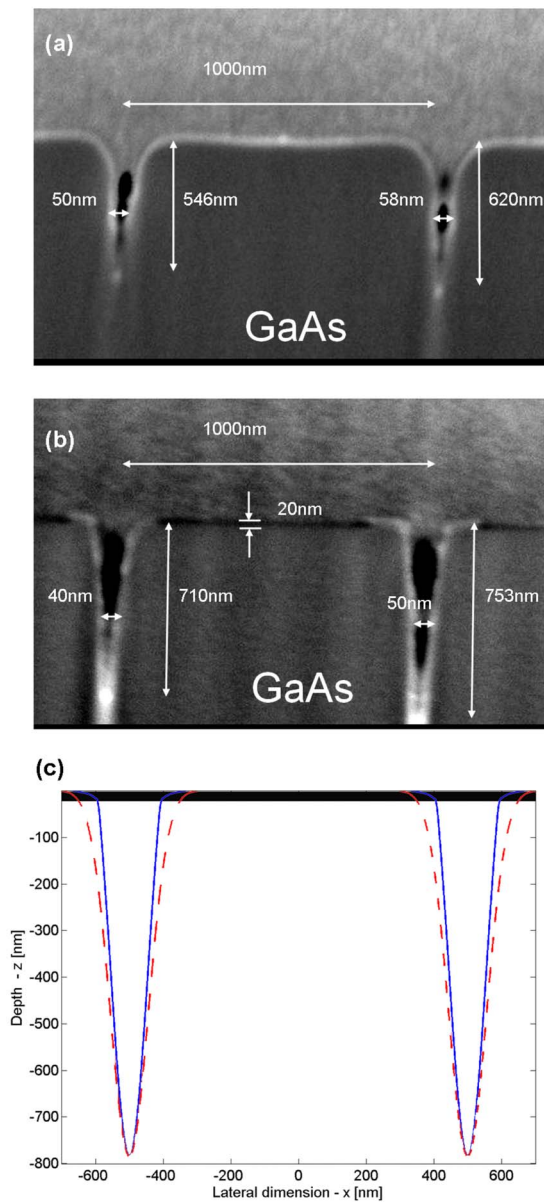 (a)
1000nm
50nm
546nm
58nm
620nm
GaAs
(b)
1000nm
20nm
40nm
710nm
50nm
753nm
GaAs
(c)
-100
-200
-300
-400
-500
-600
-700
-800
Depth - z [nm]
-600 -400 -200 0 200 400 600
Lateral dimension - x [nm]